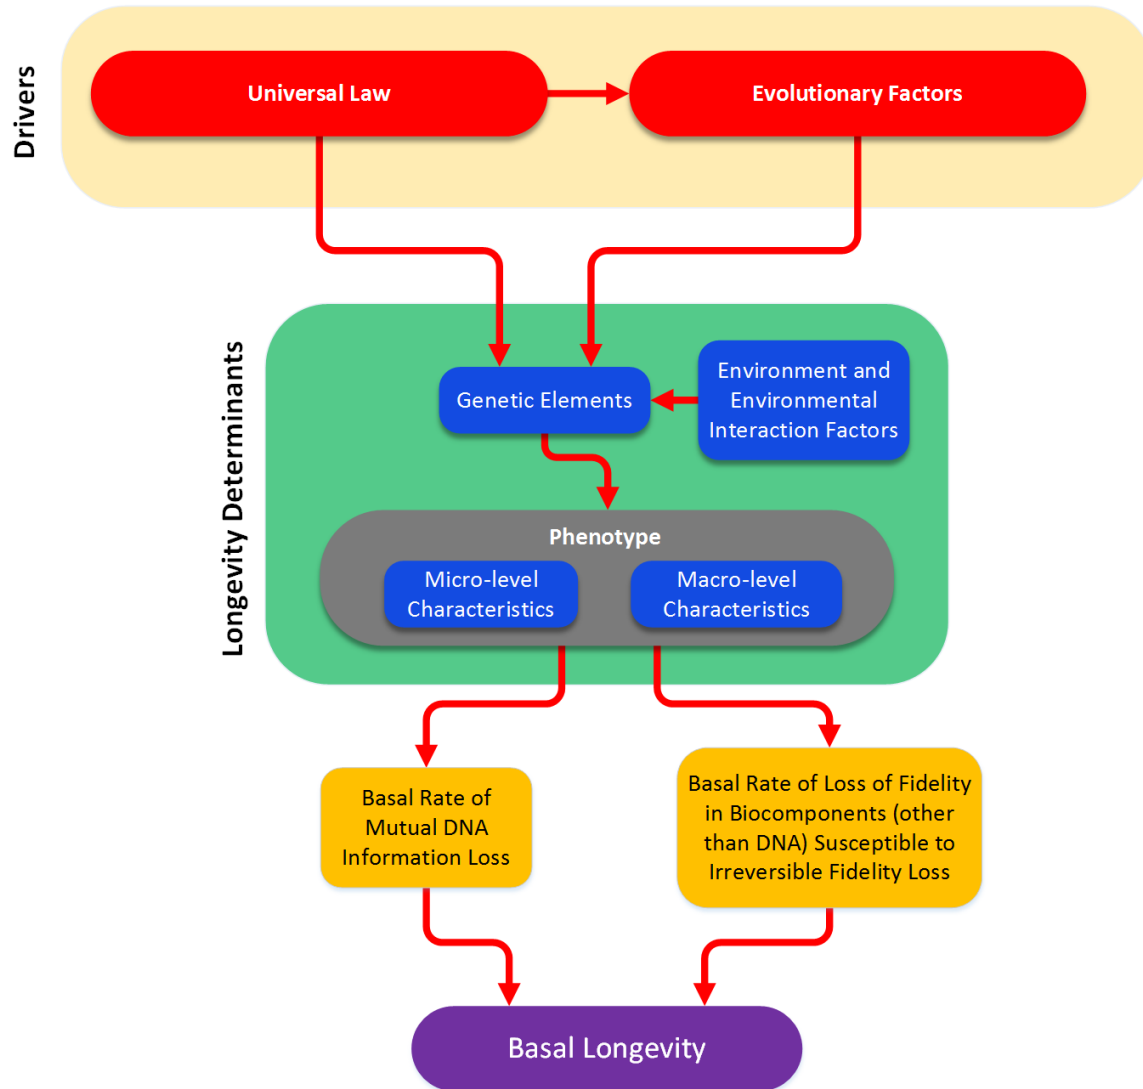 Drivers
Universal Law
Evolutionary Factors
Longevity Determinants
Genetic Elements
Environment and
Environmental
Interaction Factors
Phenotype
Micro-level
Characteristics
Macro-level
Characteristics
Basal Rate of
Mutual DNA
Information Loss
Basal Rate of Loss of Fidelity
in Biocomponents (other
than DNA) Susceptible to
Irreversible Fidelity Loss
Basal Longevity